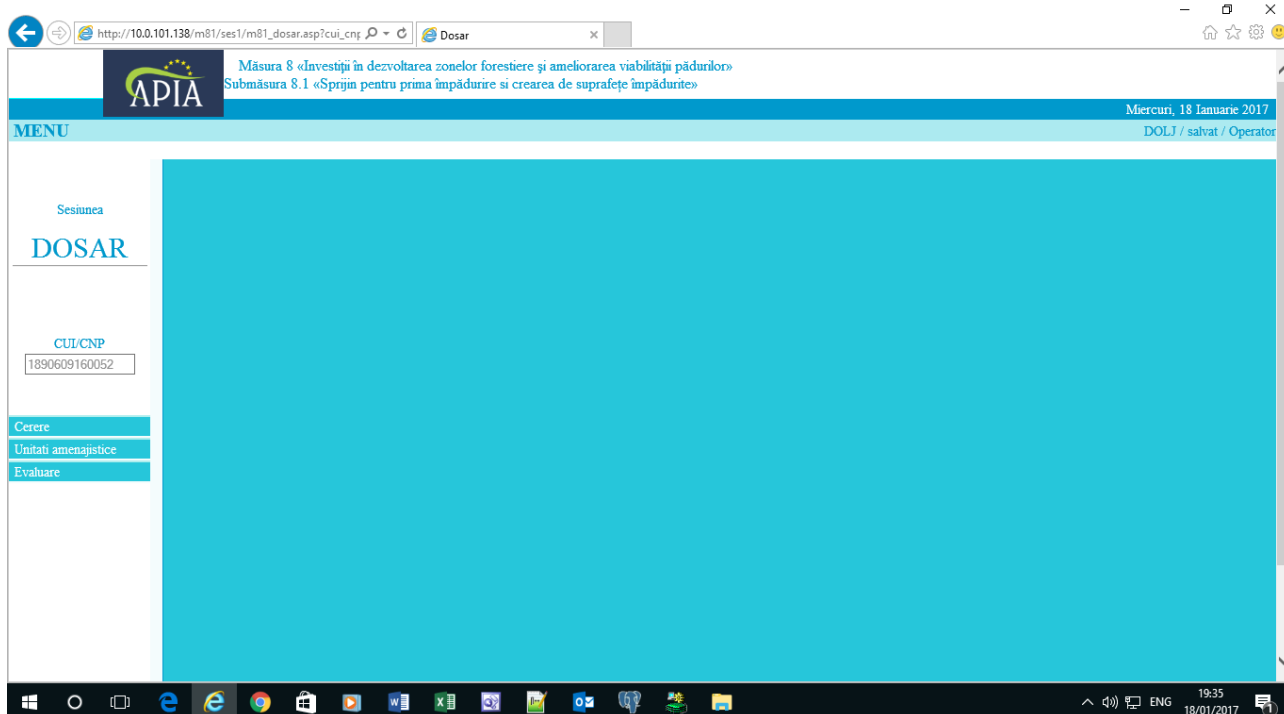 http://10.0.101.138/m81/ses1/m81_dosar.asp?cui_cnp
Dosar
APIA
Măsura 8 «Investiţii în dezvoltarea zonelor forestiere şi ameliorarea viabilităţii pădurilor»
Submăsura 8.1 «Sprijin pentru prima împădurire si crearea de suprafeţe împădurite»
Miercuri, 18 Ianuarie 2017
MENU
DOLJ / salvat / Operator
Sesiunea
DOSAR
CUI/CNP
1890609160052
Cerere
Unitati amenajistice
Evaluare
ENG
19:35
18/01/2017